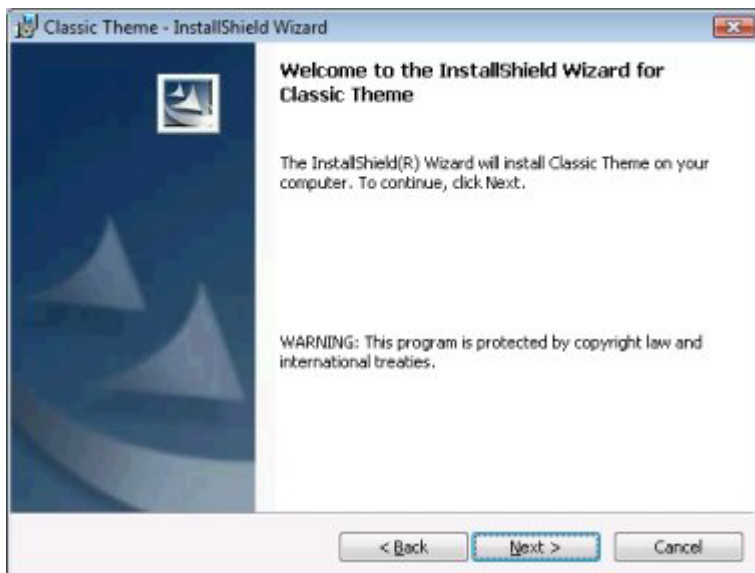 Classic Theme - InstallShield Wizard
Welcome to the InstallShield Wizard for
Classic Theme
The InstallShield(R) Wizard will install Classic Theme on your
computer. To continue, click Next.
WARNING: This program is protected by copyright law and
international treaties.
< Back
Next >
Cancel